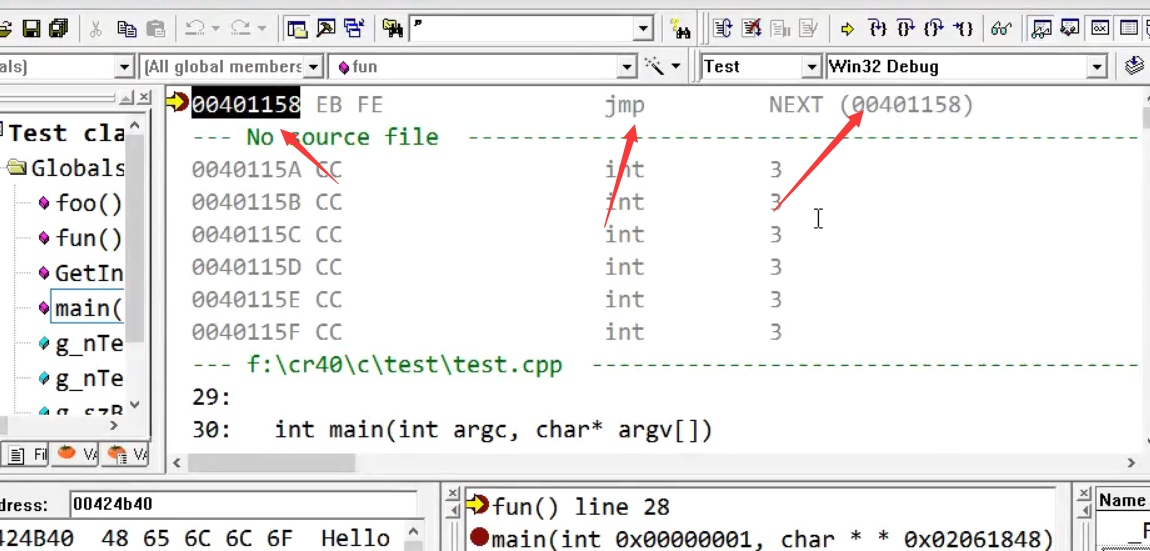 als)
(All global members
fun
Test
Win32 Debug
00401158 EB FE jmp NEXT (00401158)
--- No source file
0040115A CC int 3
0040115B CC int 3
0040115C CC int 3
0040115D CC int 3
0040115E CC int 3
0040115F CC int 3
--- f:\cr40\c\test\test.cpp
29:
30: int main(int argc, char* argv[])
Test cla
Globals
foo()
fun()
GetIn
main(
g_nTe
g_nTe
g_szB
Fil
VA
VA
dress: 00424b40
424B40 48 65 6C 6C 6F Hello
fun() line 28
main(int 0x00000001, char * * 0x02061848)
Name